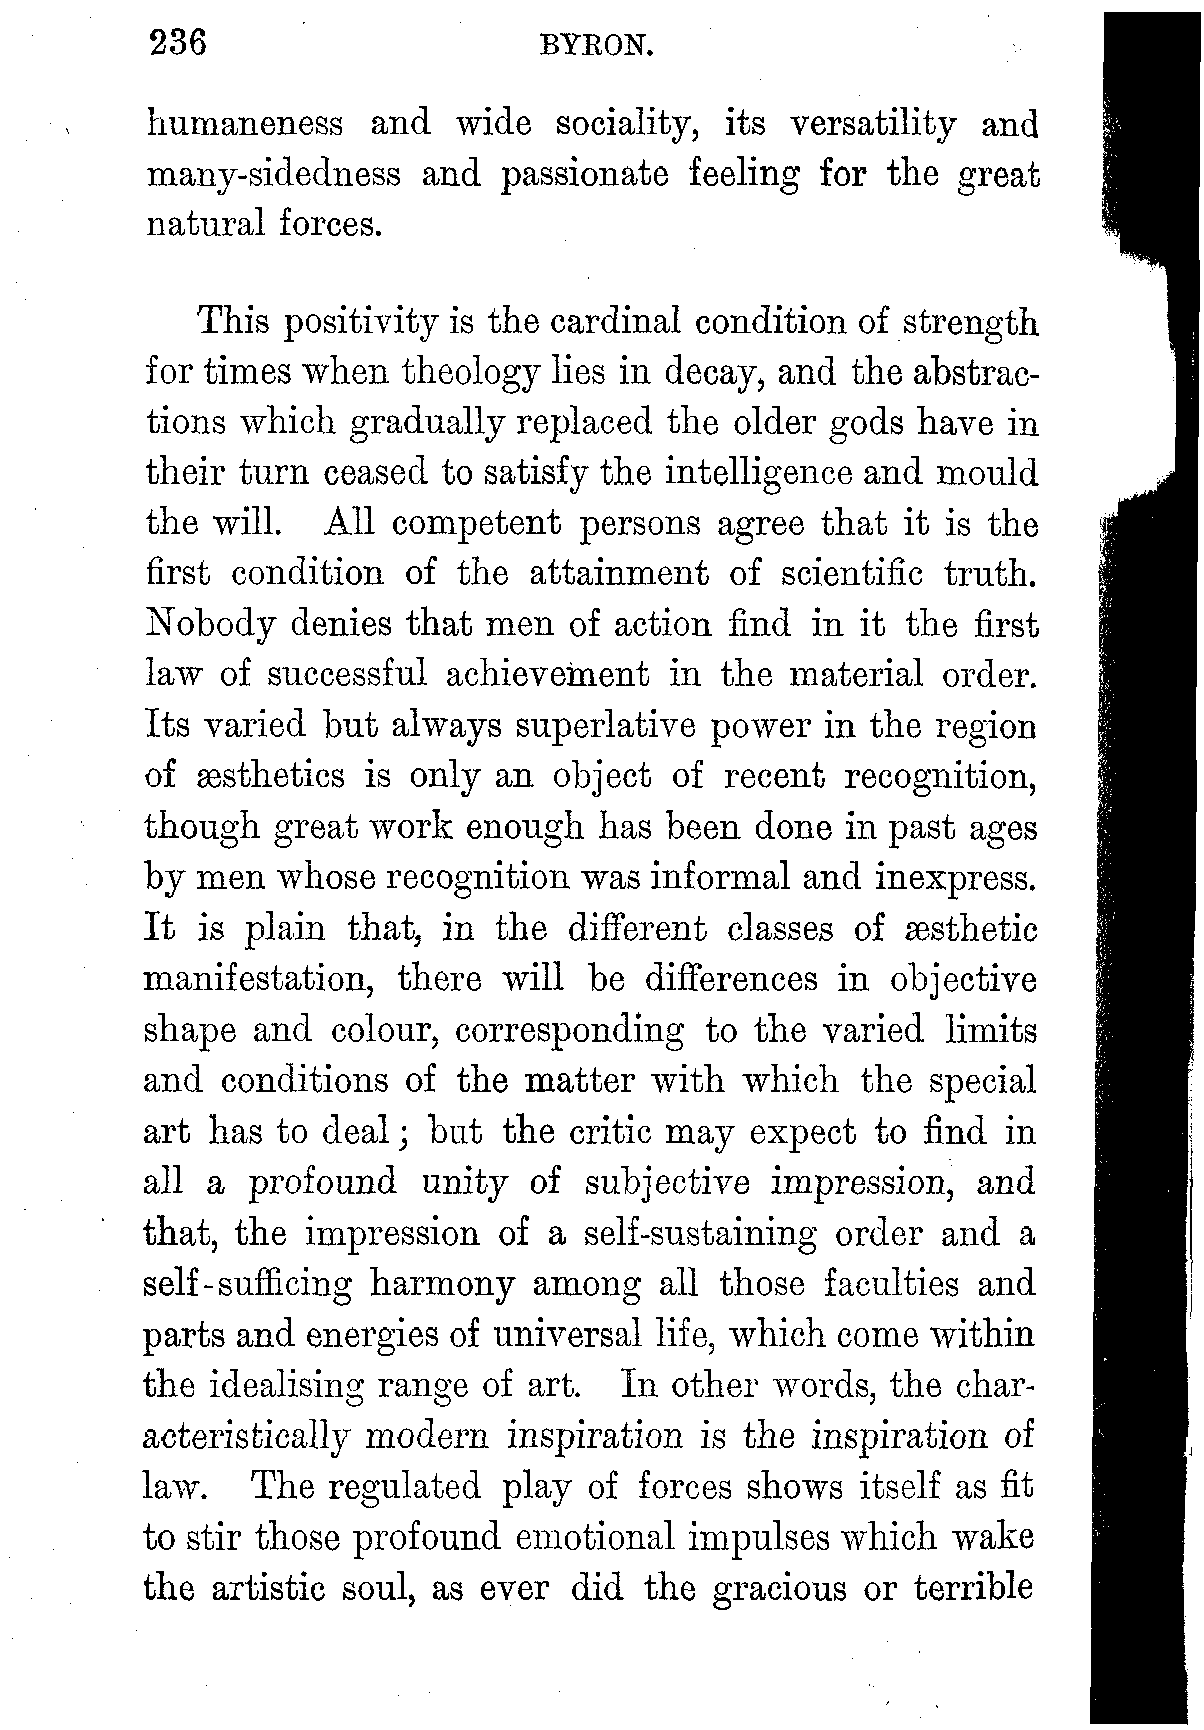 236 BYRON.
humaneness and wide sociality, its versatility and
many-sidedness and passionate feeling for the great
natural forces.
This positivity is the cardinal condition of strength
for times when theology lies in decay, and the abstrac-
tions which gradually replaced the older gods have in
their turn ceased to satisfy the intelligence and mould
the will. All competent persons agree that it is the
first condition of the attainment of scientific truth.
Nobody denies that men of action find in it the first
law of successful achievement in the material order.
Its varied but always superlative power in the region
of æsthetics is only an object of recent recognition,
though great work enough has been done in past ages
by men whose recognition was informal and inexpress.
It is plain that, in the different classes of æsthetic
manifestation, there will be differences in objective
shape and colour, corresponding to the varied limits
and conditions of the matter with which the special
art has to deal; but the critic may expect to find in
all a profound unity of subjective impression, and
that, the impression of a self-sustaining order and a
self-sufficing harmony among all those faculties and
parts and energies of universal life, which come within
the idealising range of art. In other words, the char-
acteristically modern inspiration is the inspiration of
law. The regulated play of forces shows itself as fit
to stir those profound emotional impulses which wake
the artistic soul, as ever did the gracious or terrible